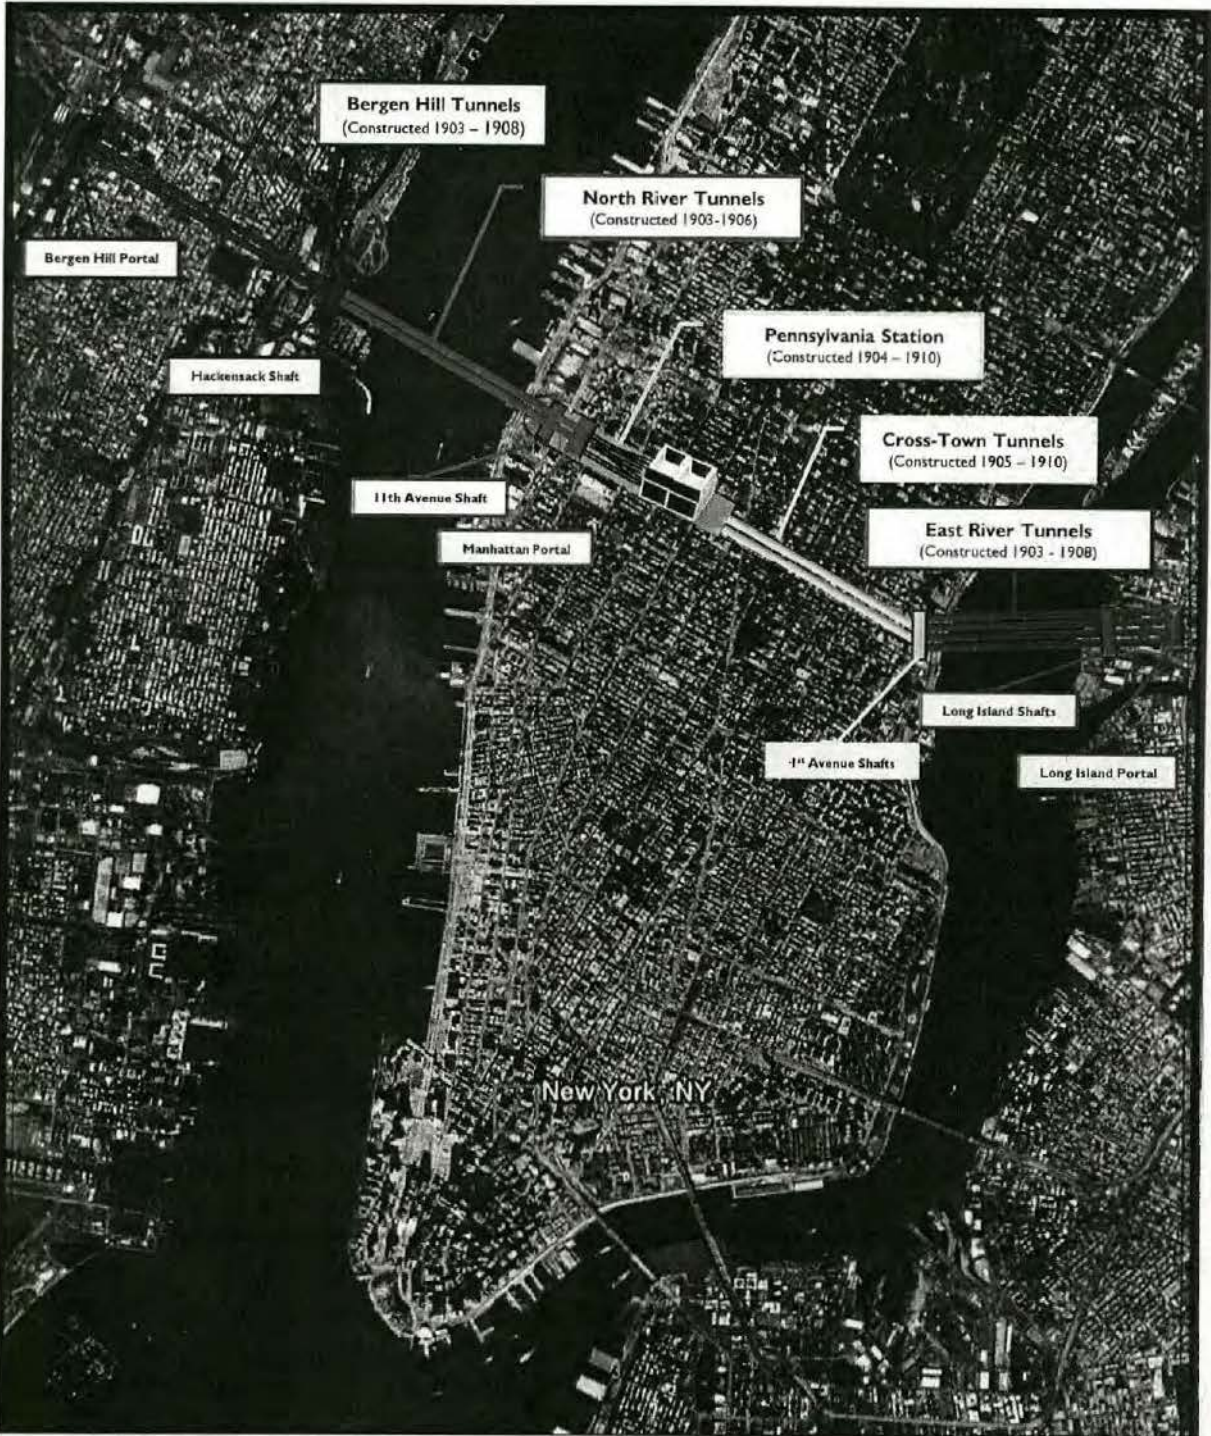 Bergen Hill Tunnels
(Constructed 1903 – 1908)
North River Tunnels
(Constructed 1903-1906)
Bergen Hill Portal
Pennsylvania Station
(Constructed 1904 – 1910)
Hackensack Shaft
Cross-Town Tunnels
(Constructed 1905 – 1910)
11th Avenue Shaft
East River Tunnels
(Constructed 1903 - 1908)
Manhattan Portal
Long Island Shafts
1st Avenue Shafts
Long Island Portal
New York, NY